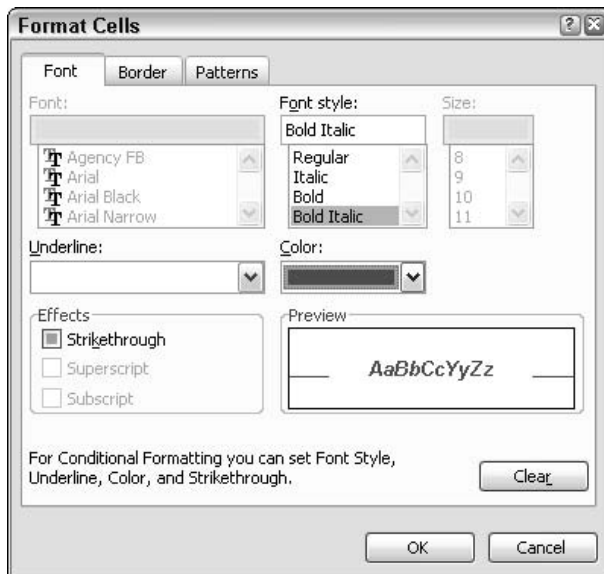 Format Cells
Font Border Patterns
Font: Font style: Size:
Bold Italic
Agency FB Regular 8
Arial Italic 9
Arial Black Bold 10
Arial Narrow Bold Italic 11
Underline: Color:
Effects Preview
Strikethrough
Superscript AaBbCcYyZz
Subscript
For Conditional Formatting you can set Font Style,
Underline, Color, and Strikethrough.
Clear
OK Cancel